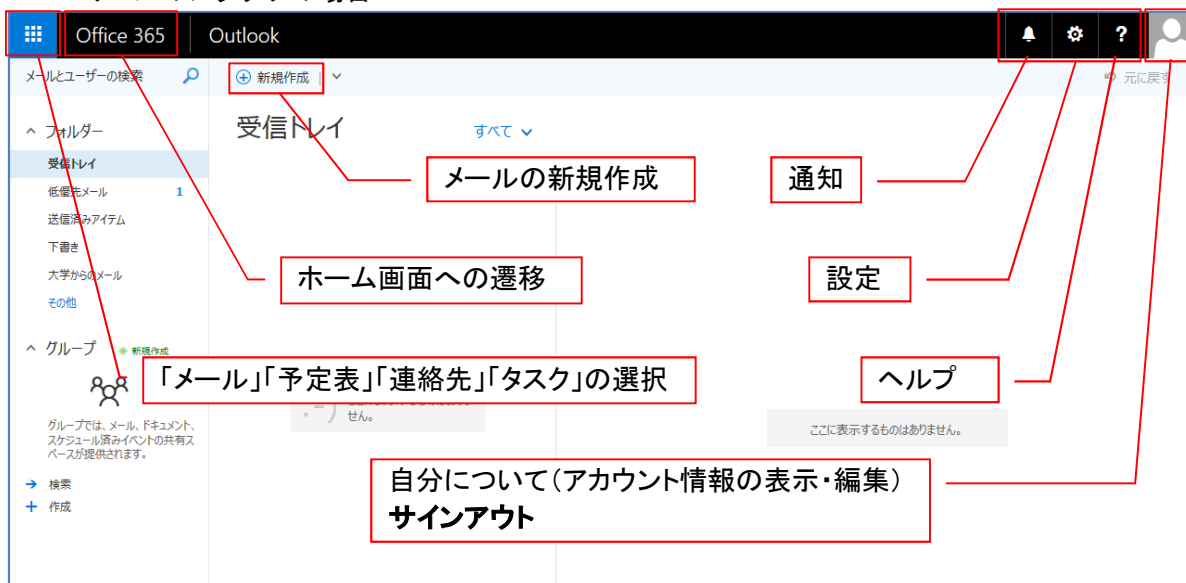 Office 365
Outlook
?
メールとユーザーの検索
新規作成
元に戻す
フォルダー
受信トレイ
すべて
受信トレイ
メールの新規作成
通知
低優先メール 1
送信済みアイテム
下書き
大学からのメール
ホーム画面への遷移
設定
その他
グループ
新規作成
「メール」「予定表」「連絡先」「タスク」の選択
ヘルプ
:-)
せん。
グループでは、メール、ドキュメント、
スケジュール済みイベントの共有ス
ペースが提供されます。
ここに表示するものはありません。
検索
作成
自分について(アカウント情報の表示・編集)
サインアウト